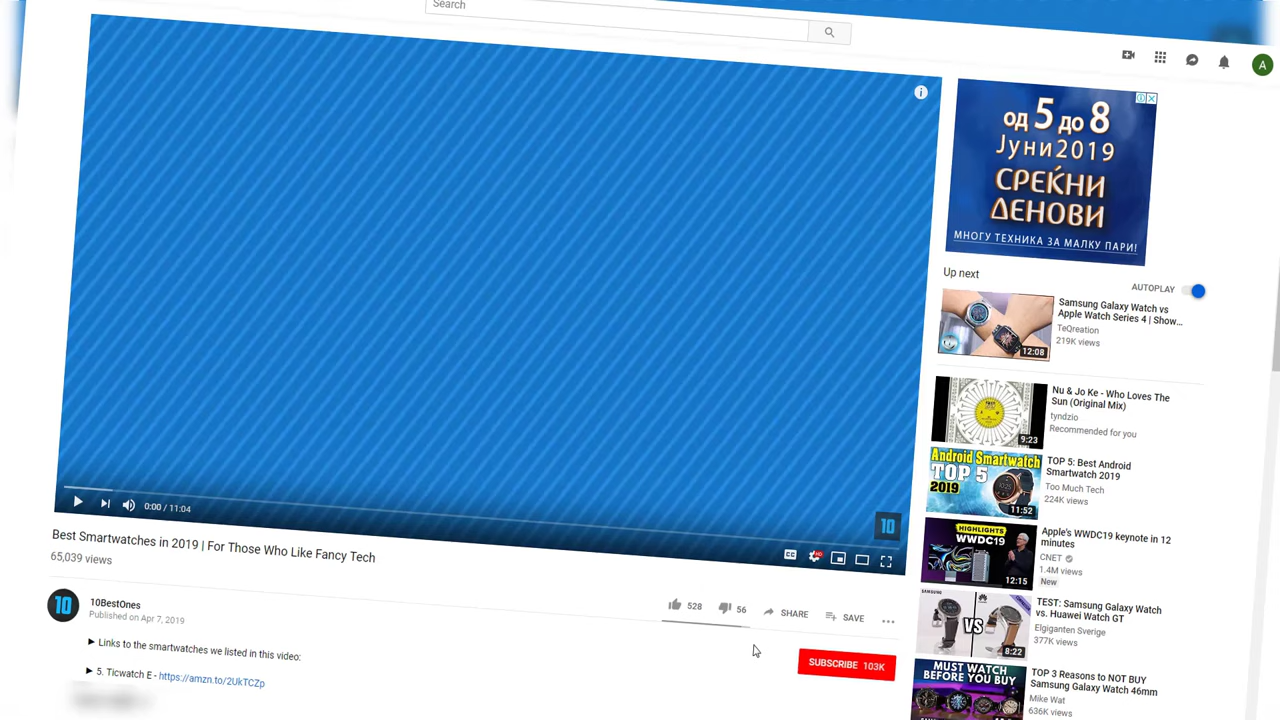 Search
A
од 5 до 8
Јуни2019
СРЕЌНИ
ДЕНОВИ
МНОГУ ТЕХНИКА ЗА МАЛКУ ПАРИ!
Up next
AUTOPLAY
Samsung Galaxy Watch vs
Apple Watch Series 4 | Show...
TeQreation
219K views
12:08
Nu & Jo Ke - Who Loves The
Sun (Original Mix)
tyndzio
Recommended for you
9:23
Android Smartwatch
TOP 5
2019
11:52
TOP 5: Best Android
Smartwatch 2019
Too Much Tech
224K views
HIGHLIGHTS
WWDC19
12:15
Apple's WWDC19 keynote in 12
minutes
CNET
1.4M views
New
SAMSUNG
HUAWEI
VS
8:22
TEST: Samsung Galaxy Watch
vs. Huawei Watch GT
Elgiganten Sverige
377K views
MUST WATCH
BEFORE YOU BUY
TOP 3 Reasons to NOT BUY
Samsung Galaxy Watch 46mm
Mike Wat
636K views
0:00 / 11:04
10
CC
HD
Best Smartwatches in 2019 | For Those Who Like Fancy Tech
65,039 views
528
56
SHARE
SAVE
10
10BestOnes
Published on Apr 7, 2019
SUBSCRIBE 103K
► Links to the smartwatches we listed in this video:
► 5. Ticwatch E - https://amzn.to/2UkTCZp